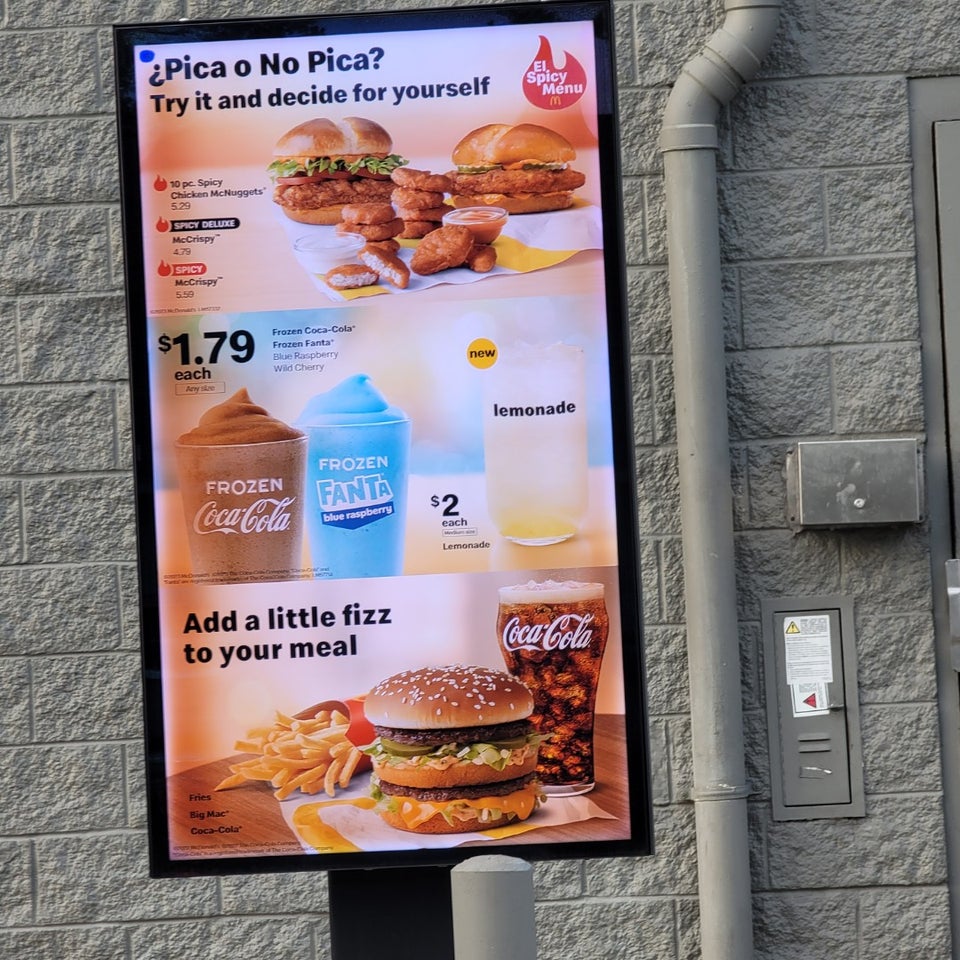 ¿Pica o No Pica?
Try it and decide for yourself
El
Spicy
Menu
10 pc. Spicy
Chicken McNuggets®
5.29
SPICY DELUXE
McCrispy™
4.79
SPICY
McCrispy™
5.59
$1.79
each
Any size
Frozen Coca-Cola®
Frozen Fanta®
Blue Raspberry
Wild Cherry
new
lemonade
FROZEN
Coca-Cola
FROZEN
FANTA
blue raspberry
$2
each
Medium size
Lemonade
Add a little fizz
to your meal
Coca-Cola
Fries
Big Mac®
Coca-Cola®